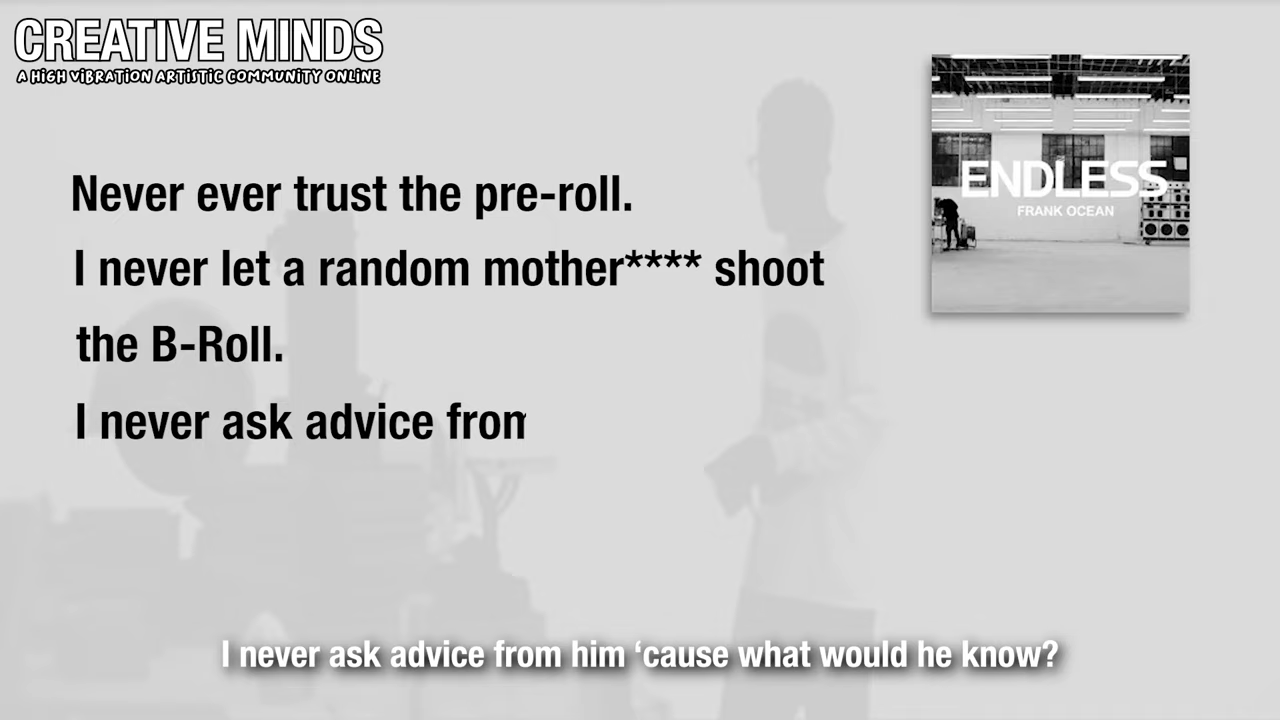 CREATIVE MINDS
A HIGH VIBRATION ARTISTIC COMMUNITY ONLINE
ENDLESS
FRANK OCEAN
Never ever trust the pre-roll.
I never let a random mother**** shoot
the B-Roll.
I never ask advice from
I never ask advice from him ‘cause what would he know?